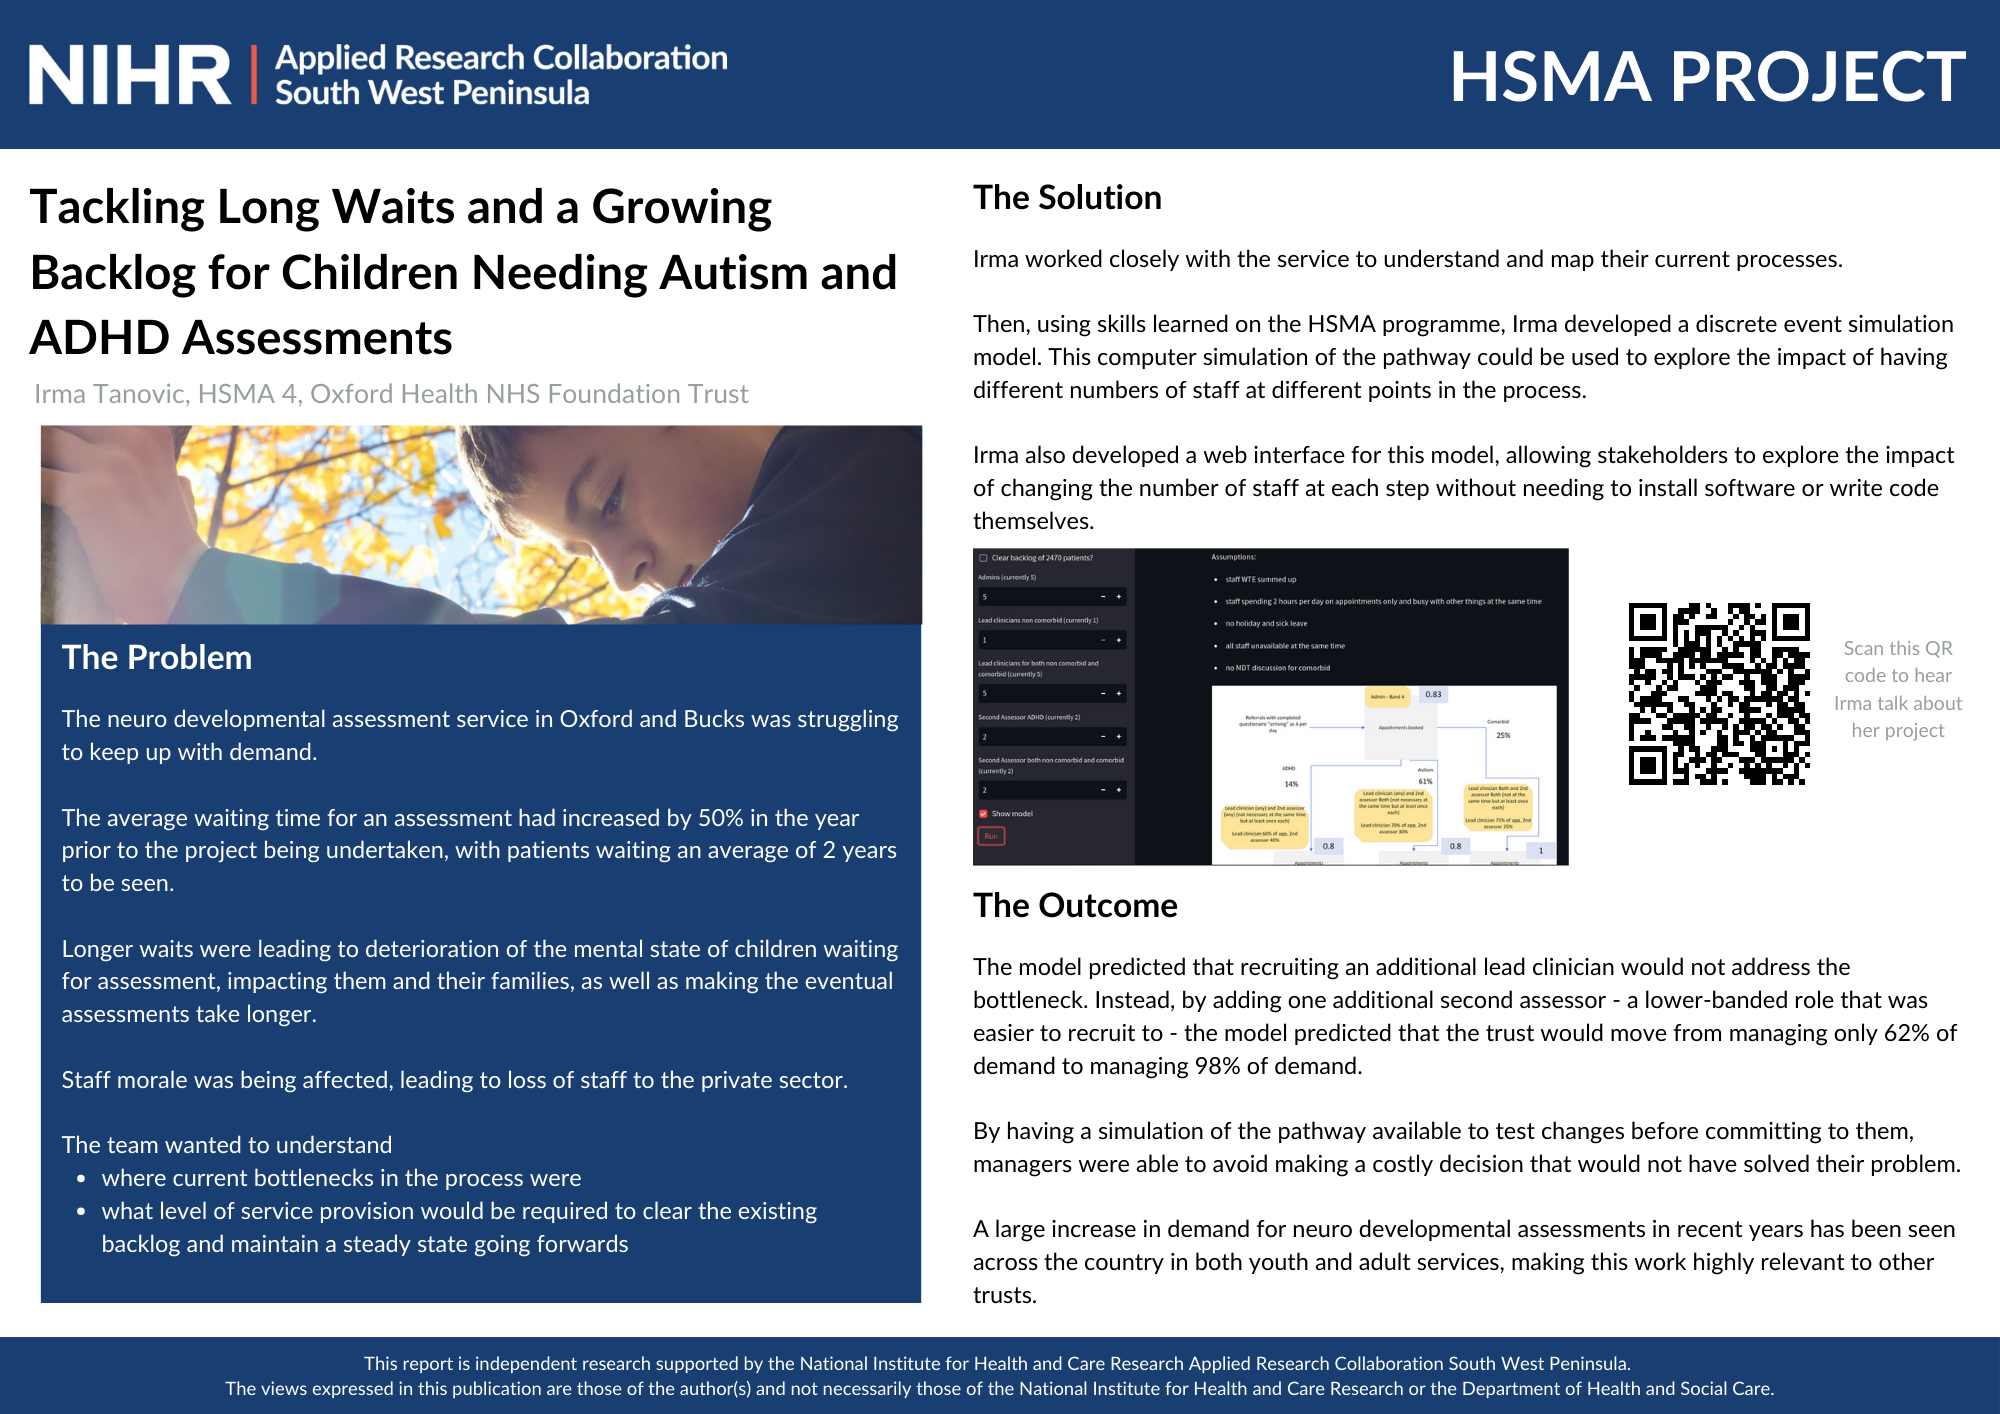 NIHR | Applied Research Collaboration
South West Peninsula
HSMA PROJECT
Tackling Long Waits and a Growing
Backlog for Children Needing Autism and
ADHD Assessments
Irma Tanovic, HSMA 4, Oxford Health NHS Foundation Trust
The Problem
The neuro developmental assessment service in Oxford and Bucks was struggling
to keep up with demand.
The average waiting time for an assessment had increased by 50% in the year
prior to the project being undertaken, with patients waiting an average of 2 years
to be seen.
Longer waits were leading to deterioration of the mental state of children waiting
for assessment, impacting them and their families, as well as making the eventual
assessments take longer.
Staff morale was being affected, leading to loss of staff to the private sector.
The team wanted to understand
• where current bottlenecks in the process were
• what level of service provision would be required to clear the existing
backlog and maintain a steady state going forwards
The Solution
Irma worked closely with the service to understand and map their current processes.
Then, using skills learned on the HSMA programme, Irma developed a discrete event simulation
model. This computer simulation of the pathway could be used to explore the impact of having
different numbers of staff at different points in the process.
Irma also developed a web interface for this model, allowing stakeholders to explore the impact
of changing the number of staff at each step without needing to install software or write code
themselves.
Clear backlog of 2470 patients?
Admins (currently 5)
5 − +
Lead clinicians non comorbid (currently 1)
1 − +
Lead clinicians for both non comorbid and
comorbid (currently 5)
5 − +
Second Assessor ADHD (currently 2)
2 − +
Second Assessor both non comorbid and comorbid
(currently 2)
2 − +
Show model
Run
Assumptions:
• staff WTE summed up
• staff spending 2 hours per day on appointments only and busy with other things at the same time
• no holiday and sick leave
• all staff unavailable at the same time
• no MDT discussion for comorbid
Admin - Band 4
0.83
Referrals with completed
questionaire "arriving" as 4 per
day
Appointments booked
Comorbid
25%
ADHD
14%
Autism
61%
Lead clinician (any) and 2nd assessor
(any) (not necessary at the same time
but at least once each)
Lead clinician 60% of app, 2nd
assessor 40%
Lead clinician (any) and 2nd
assessor Both (not necessary at
the same time but at least once
each)
Lead clinician 70% of app, 2nd
assessor 30%
Lead clinician Both and 2nd
assessor Both (not at the
same time but at least once
each)
Lead clinician 75% of app, 2nd
assessor 25%
0.8
0.8
1
Appointments
Appointments
Appointments
Scan this QR
code to hear
Irma talk about
her project
The Outcome
The model predicted that recruiting an additional lead clinician would not address the
bottleneck. Instead, by adding one additional second assessor - a lower-banded role that was
easier to recruit to - the model predicted that the trust would move from managing only 62% of
demand to managing 98% of demand.
By having a simulation of the pathway available to test changes before committing to them,
managers were able to avoid making a costly decision that would not have solved their problem.
A large increase in demand for neuro developmental assessments in recent years has been seen
across the country in both youth and adult services, making this work highly relevant to other
trusts.
This report is independent research supported by the National Institute for Health and Care Research Applied Research Collaboration South West Peninsula.
The views expressed in this publication are those of the author(s) and not necessarily those of the National Institute for Health and Care Research or the Department of Health and Social Care.